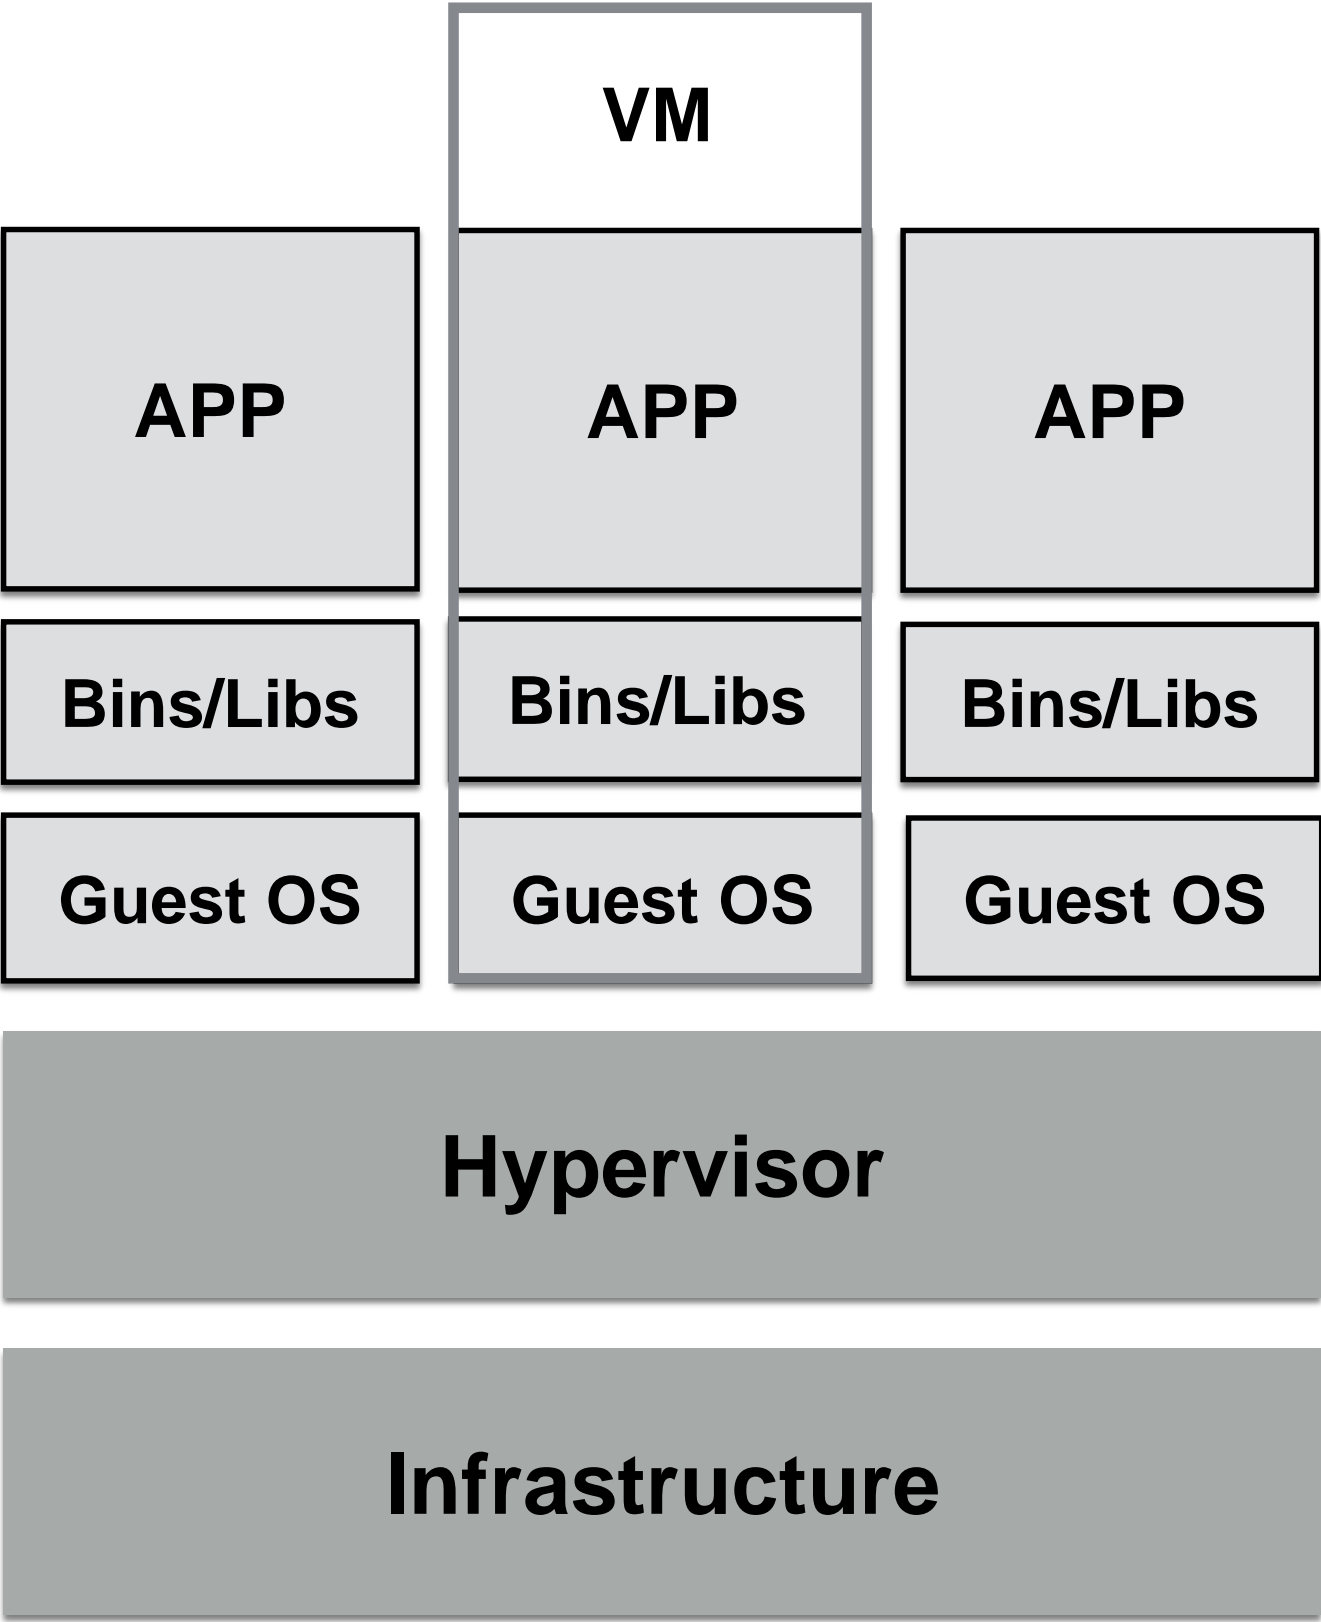 VM
APP
APP
APP
Bins/Libs
Bins/Libs
Bins/Libs
Guest OS
Guest OS
Guest OS
Hypervisor
Infrastructure